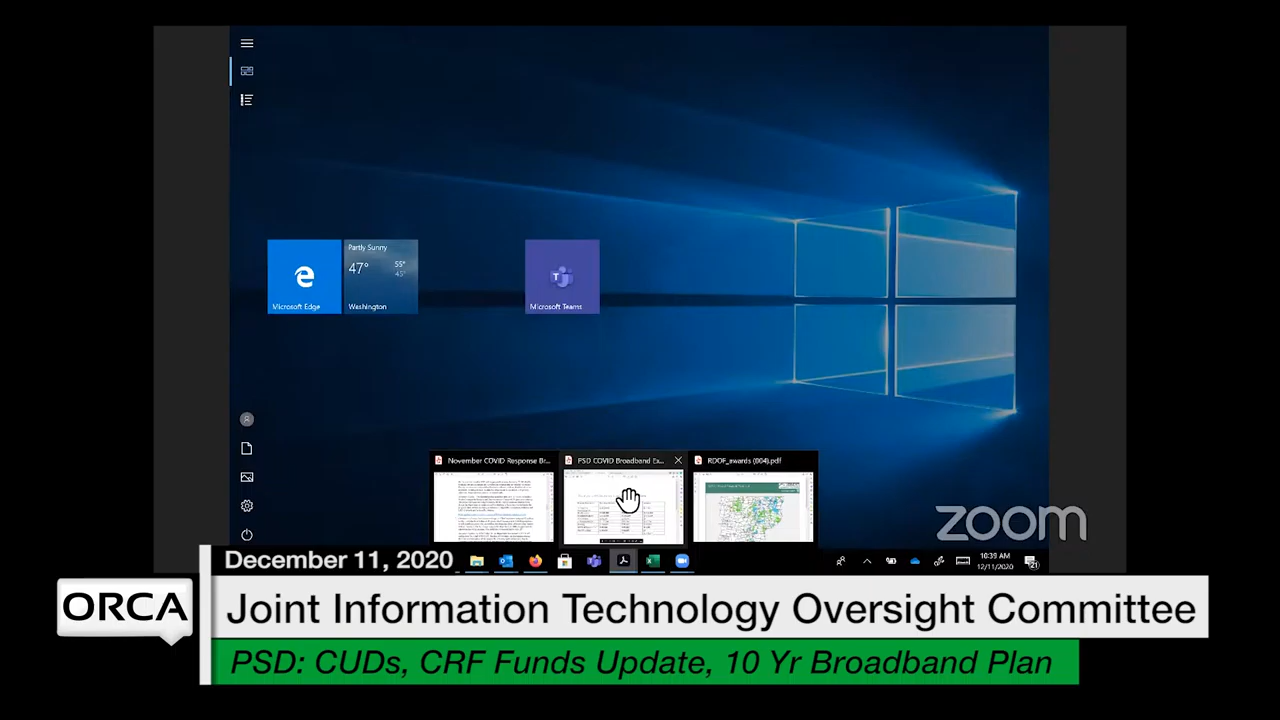 Partly Sunny
47°
55°
45°
Microsoft Edge
Washington
Microsoft Teams
November COVID Response Br...
PSD COVID Broadband Ex...
RDOF_awards (004).pdf
zoom
10:39 AM
12/11/2020
21
December 11, 2020
ORCA
Joint Information Technology Oversight Committee
PSD: CUDs, CRF Funds Update, 10 Yr Broadband Plan